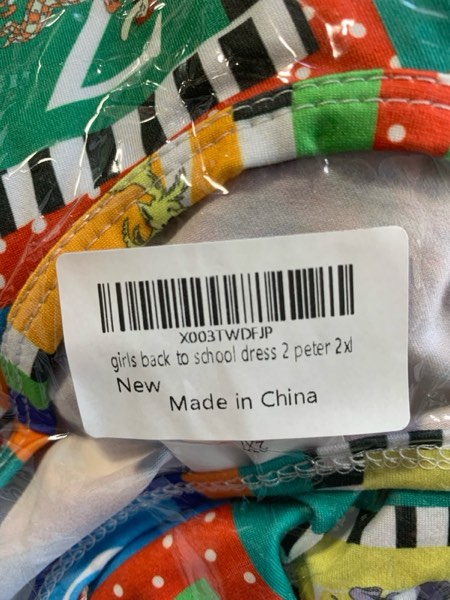 X003TWDFJP
girls back to school dress 2 peter 2xl
New
Made in China